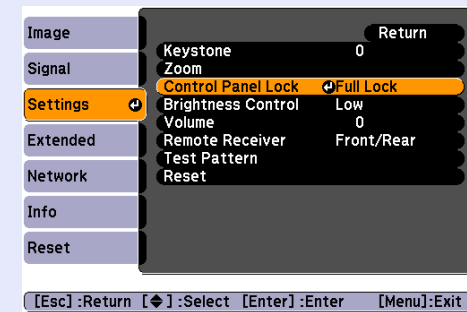 Image
Signal
Settings
Extended
Network
Info
Reset
Return
Keystone 0
Zoom
Control Panel Lock Full Lock
Brightness Control Low
Volume 0
Remote Receiver Front/Rear
Test Pattern
Reset
[Esc] :Return [ ] :Select [Enter] :Enter [Menu]:Exit